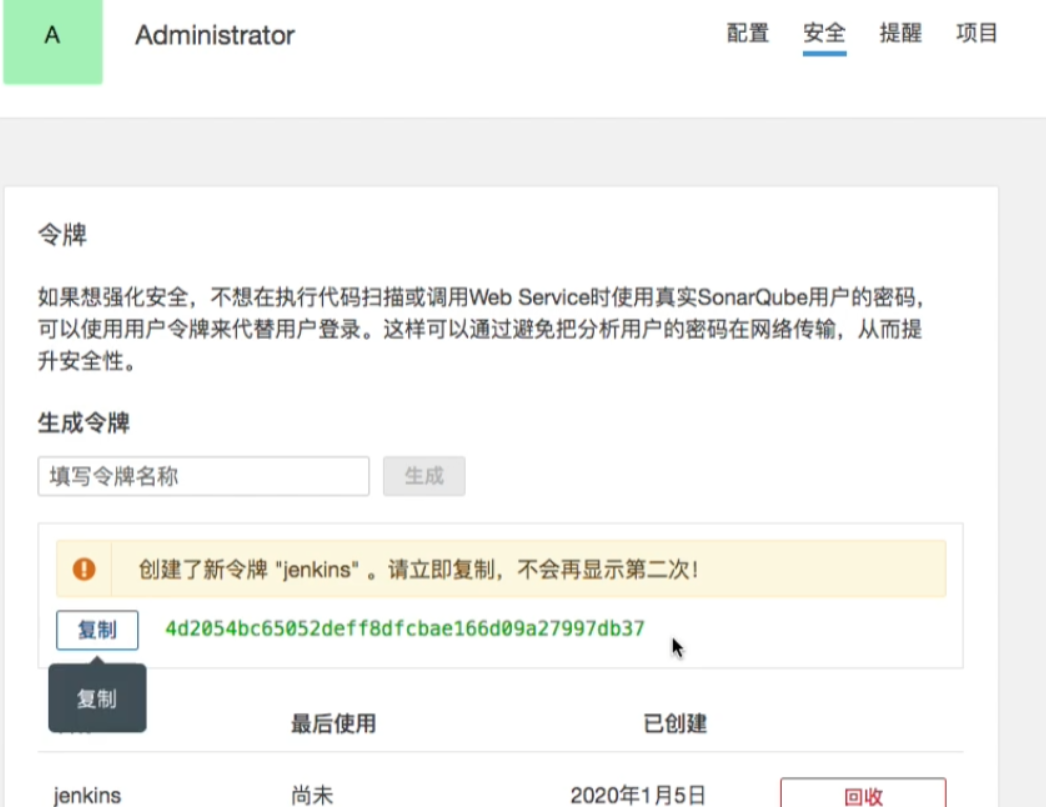 A
Administrator
配置 安全 提醒 项目
令牌
如果想强化安全，不想在执行代码扫描或调用Web Service时使用真实SonarQube用户的密码，
可以使用用户令牌来代替用户登录。这样可以通过避免把分析用户的密码在网络传输，从而提
升安全性。
生成令牌
填写令牌名称 生成
创建了新令牌 "jenkins" 。请立即复制，不会再显示第二次！
复制 4d2054bc65052deff8dfcbae166d09a27997db37
复制
最后使用 已创建
jenkins 尚未 2020年1月5日 回收